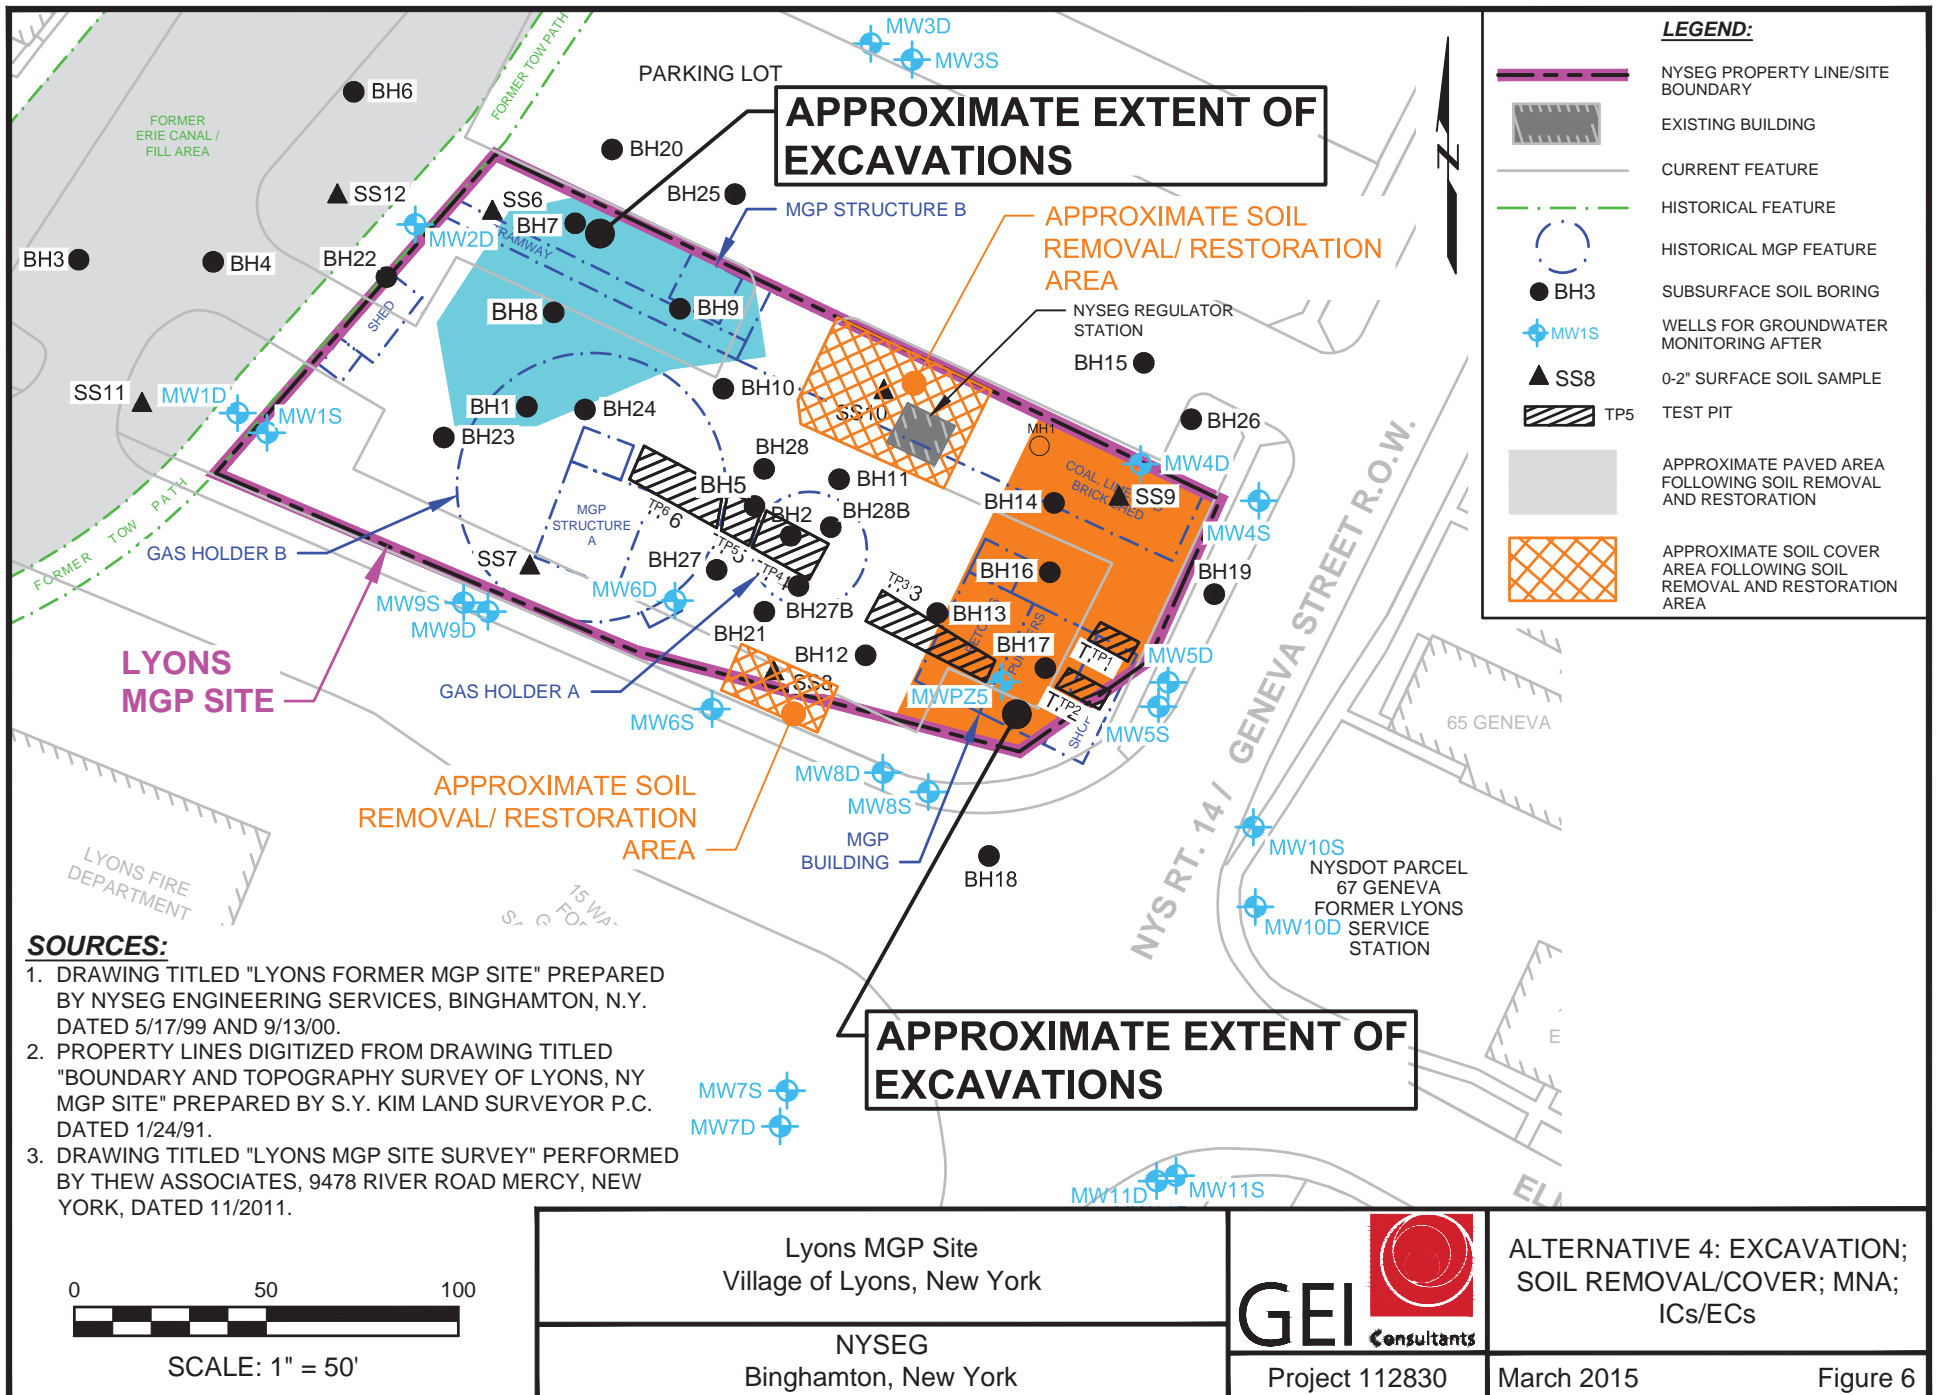 PARKING LOT
APPROXIMATE EXTENT OF
EXCAVATIONS
MW3D
MW3S
BH6
FORMER
ERIE CANAL /
FILL AREA
FORMER TOW PATH
BH20
BH25
SS12
SS6
BH7
MW2D
TRAMWAY
MGP STRUCTURE B
APPROXIMATE SOIL
REMOVAL/ RESTORATION
AREA
NYSEG REGULATOR
STATION
BH3
BH4
BH22
SHED
BH8
BH9
BH15
SS11
MW1D
MW1S
BH1
BH24
BH10
SS10
BH23
MH1
BH26
BH28
BH5
BH11
BH2
BH28B
COAL, LIME
BRICK SHED
MW4D
SS9
BH14
MW4S
MGP
STRUCTURE
A
TP6
6
TP5
TP4
GAS HOLDER B
FORMER TOW PATH
SS7
BH27
BH27B
MW6D
BH21
TP3
3
BH13
BH16
BH19
MW9S
MW9D
BH12
BH17
TP1
TP2
MWPZ5
MW5D
MW5S
SS8
MW6S
LYONS
MGP SITE
GAS HOLDER A
APPROXIMATE SOIL
REMOVAL/ RESTORATION
AREA
MW8D
MW8S
MGP
BUILDING
BH18
NYS RT. 14 / GENEVA STREET R.O.W.
65 GENEVA
MW10S
NYSDOT PARCEL
67 GENEVA
FORMER LYONS
SERVICE
STATION
MW10D
LYONS FIRE
DEPARTMENT
APPROXIMATE EXTENT OF
EXCAVATIONS
MW7S
MW7D
MW11D
MW11S
LEGEND:
NYSEG PROPERTY LINE/SITE
BOUNDARY
EXISTING BUILDING
CURRENT FEATURE
HISTORICAL FEATURE
HISTORICAL MGP FEATURE
BH3 SUBSURFACE SOIL BORING
MW1S WELLS FOR GROUNDWATER
MONITORING AFTER
SS8 0-2" SURFACE SOIL SAMPLE
TP5 TEST PIT
APPROXIMATE PAVED AREA
FOLLOWING SOIL REMOVAL
AND RESTORATION
APPROXIMATE SOIL COVER
AREA FOLLOWING SOIL
REMOVAL AND RESTORATION
AREA
N
SOURCES:
1. DRAWING TITLED "LYONS FORMER MGP SITE" PREPARED
BY NYSEG ENGINEERING SERVICES, BINGHAMTON, N.Y.
DATED 5/17/99 AND 9/13/00.
2. PROPERTY LINES DIGITIZED FROM DRAWING TITLED
"BOUNDARY AND TOPOGRAPHY SURVEY OF LYONS, NY
MGP SITE" PREPARED BY S.Y. KIM LAND SURVEYOR P.C.
DATED 1/24/91.
3. DRAWING TITLED "LYONS MGP SITE SURVEY" PERFORMED
BY THEW ASSOCIATES, 9478 RIVER ROAD MERCY, NEW
YORK, DATED 11/2011.
0 50 100
SCALE: 1" = 50'
Lyons MGP Site
Village of Lyons, New York
NYSEG
Binghamton, New York
GEI Consultants
Project 112830
ALTERNATIVE 4: EXCAVATION;
SOIL REMOVAL/COVER; MNA;
ICs/ECs
March 2015
Figure 6